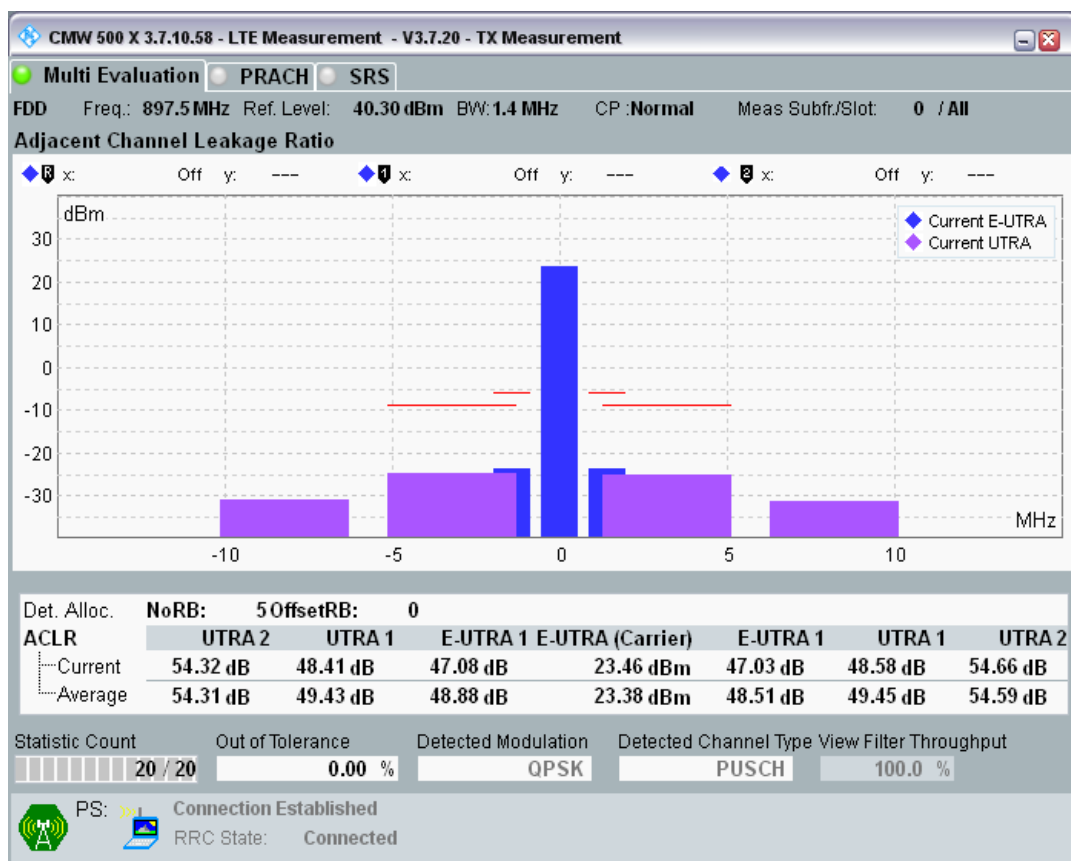 CMW 500 X 3.7.10.58 - LTE Measurement - V3.7.20 - TX Measurement
Multi Evaluation PRACH SRS
FDD Freq.: 897.5 MHz Ref. Level: 40.30 dBm BW: 1.4 MHz CP : Normal Meas Subfr./Slot: 0 / All
Adjacent Channel Leakage Ratio
R x: Off y: --- 1 x: Off y: --- 2 x: Off y: ---
dBm
Current E-UTRA
Current UTRA
30
20
10
0
-10
-20
-30
MHz
-10 -5 0 5 10
Det. Alloc. NoRB: 5 OffsetRB: 0
ACLR UTRA 2 UTRA 1 E-UTRA 1 E-UTRA (Carrier) E-UTRA 1 UTRA 1 UTRA 2
Current 54.32 dB 48.41 dB 47.08 dB 23.46 dBm 47.03 dB 48.58 dB 54.66 dB
Average 54.31 dB 49.43 dB 48.88 dB 23.38 dBm 48.51 dB 49.45 dB 54.59 dB
Statistic Count Out of Tolerance Detected Modulation Detected Channel Type View Filter Throughput
20 / 20 0.00 % QPSK PUSCH 100.0 %
PS: Connection Established
RRC State: Connected